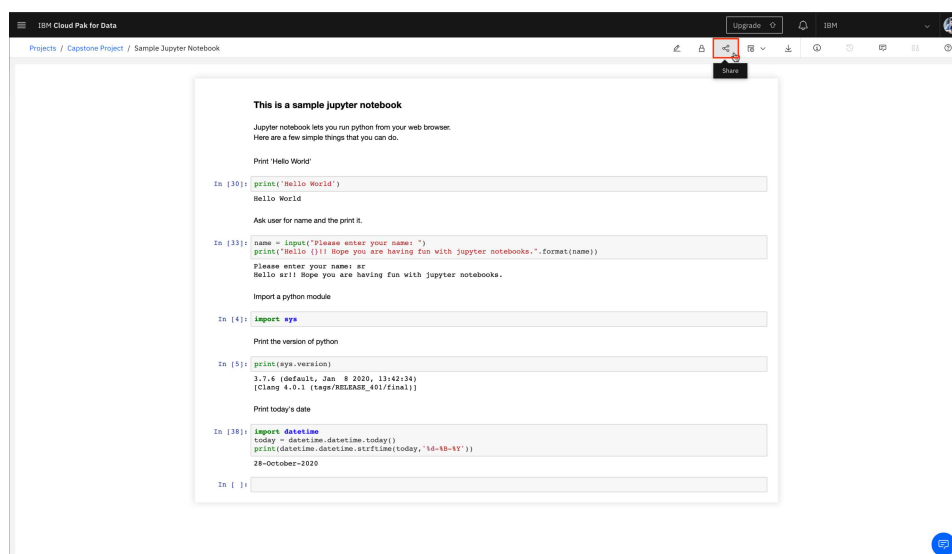 IBM Cloud Pak for Data
Upgrade
IBM
Projects / Capstone Project / Sample Jupyter Notebook
Share
This is a sample jupyter notebook
Jupyter notebook lets you run python from your web browser.
Here are a few simple things that you can do.
Print 'Hello World'
In [30]: print('Hello World')
Hello World
Ask user for name and the print it.
In [33]: name = input("Please enter your name: ")
print("Hello {}!! Hope you are having fun with jupyter notebooks.".format(name))
Please enter your name: sr
Hello sr!! Hope you are having fun with jupyter notebooks.
Import a python module
In [4]: import sys
Print the version of python
In [5]: print(sys.version)
3.7.6 (default, Jan  8 2020, 13:42:34)
[Clang 4.0.1 (tags/RELEASE_401/final)]
Print today's date
In [38]: import datetime
today = datetime.datetime.today()
print(datetime.datetime.strftime(today,'%d-%B-%Y'))
28-October-2020
In [ ]: